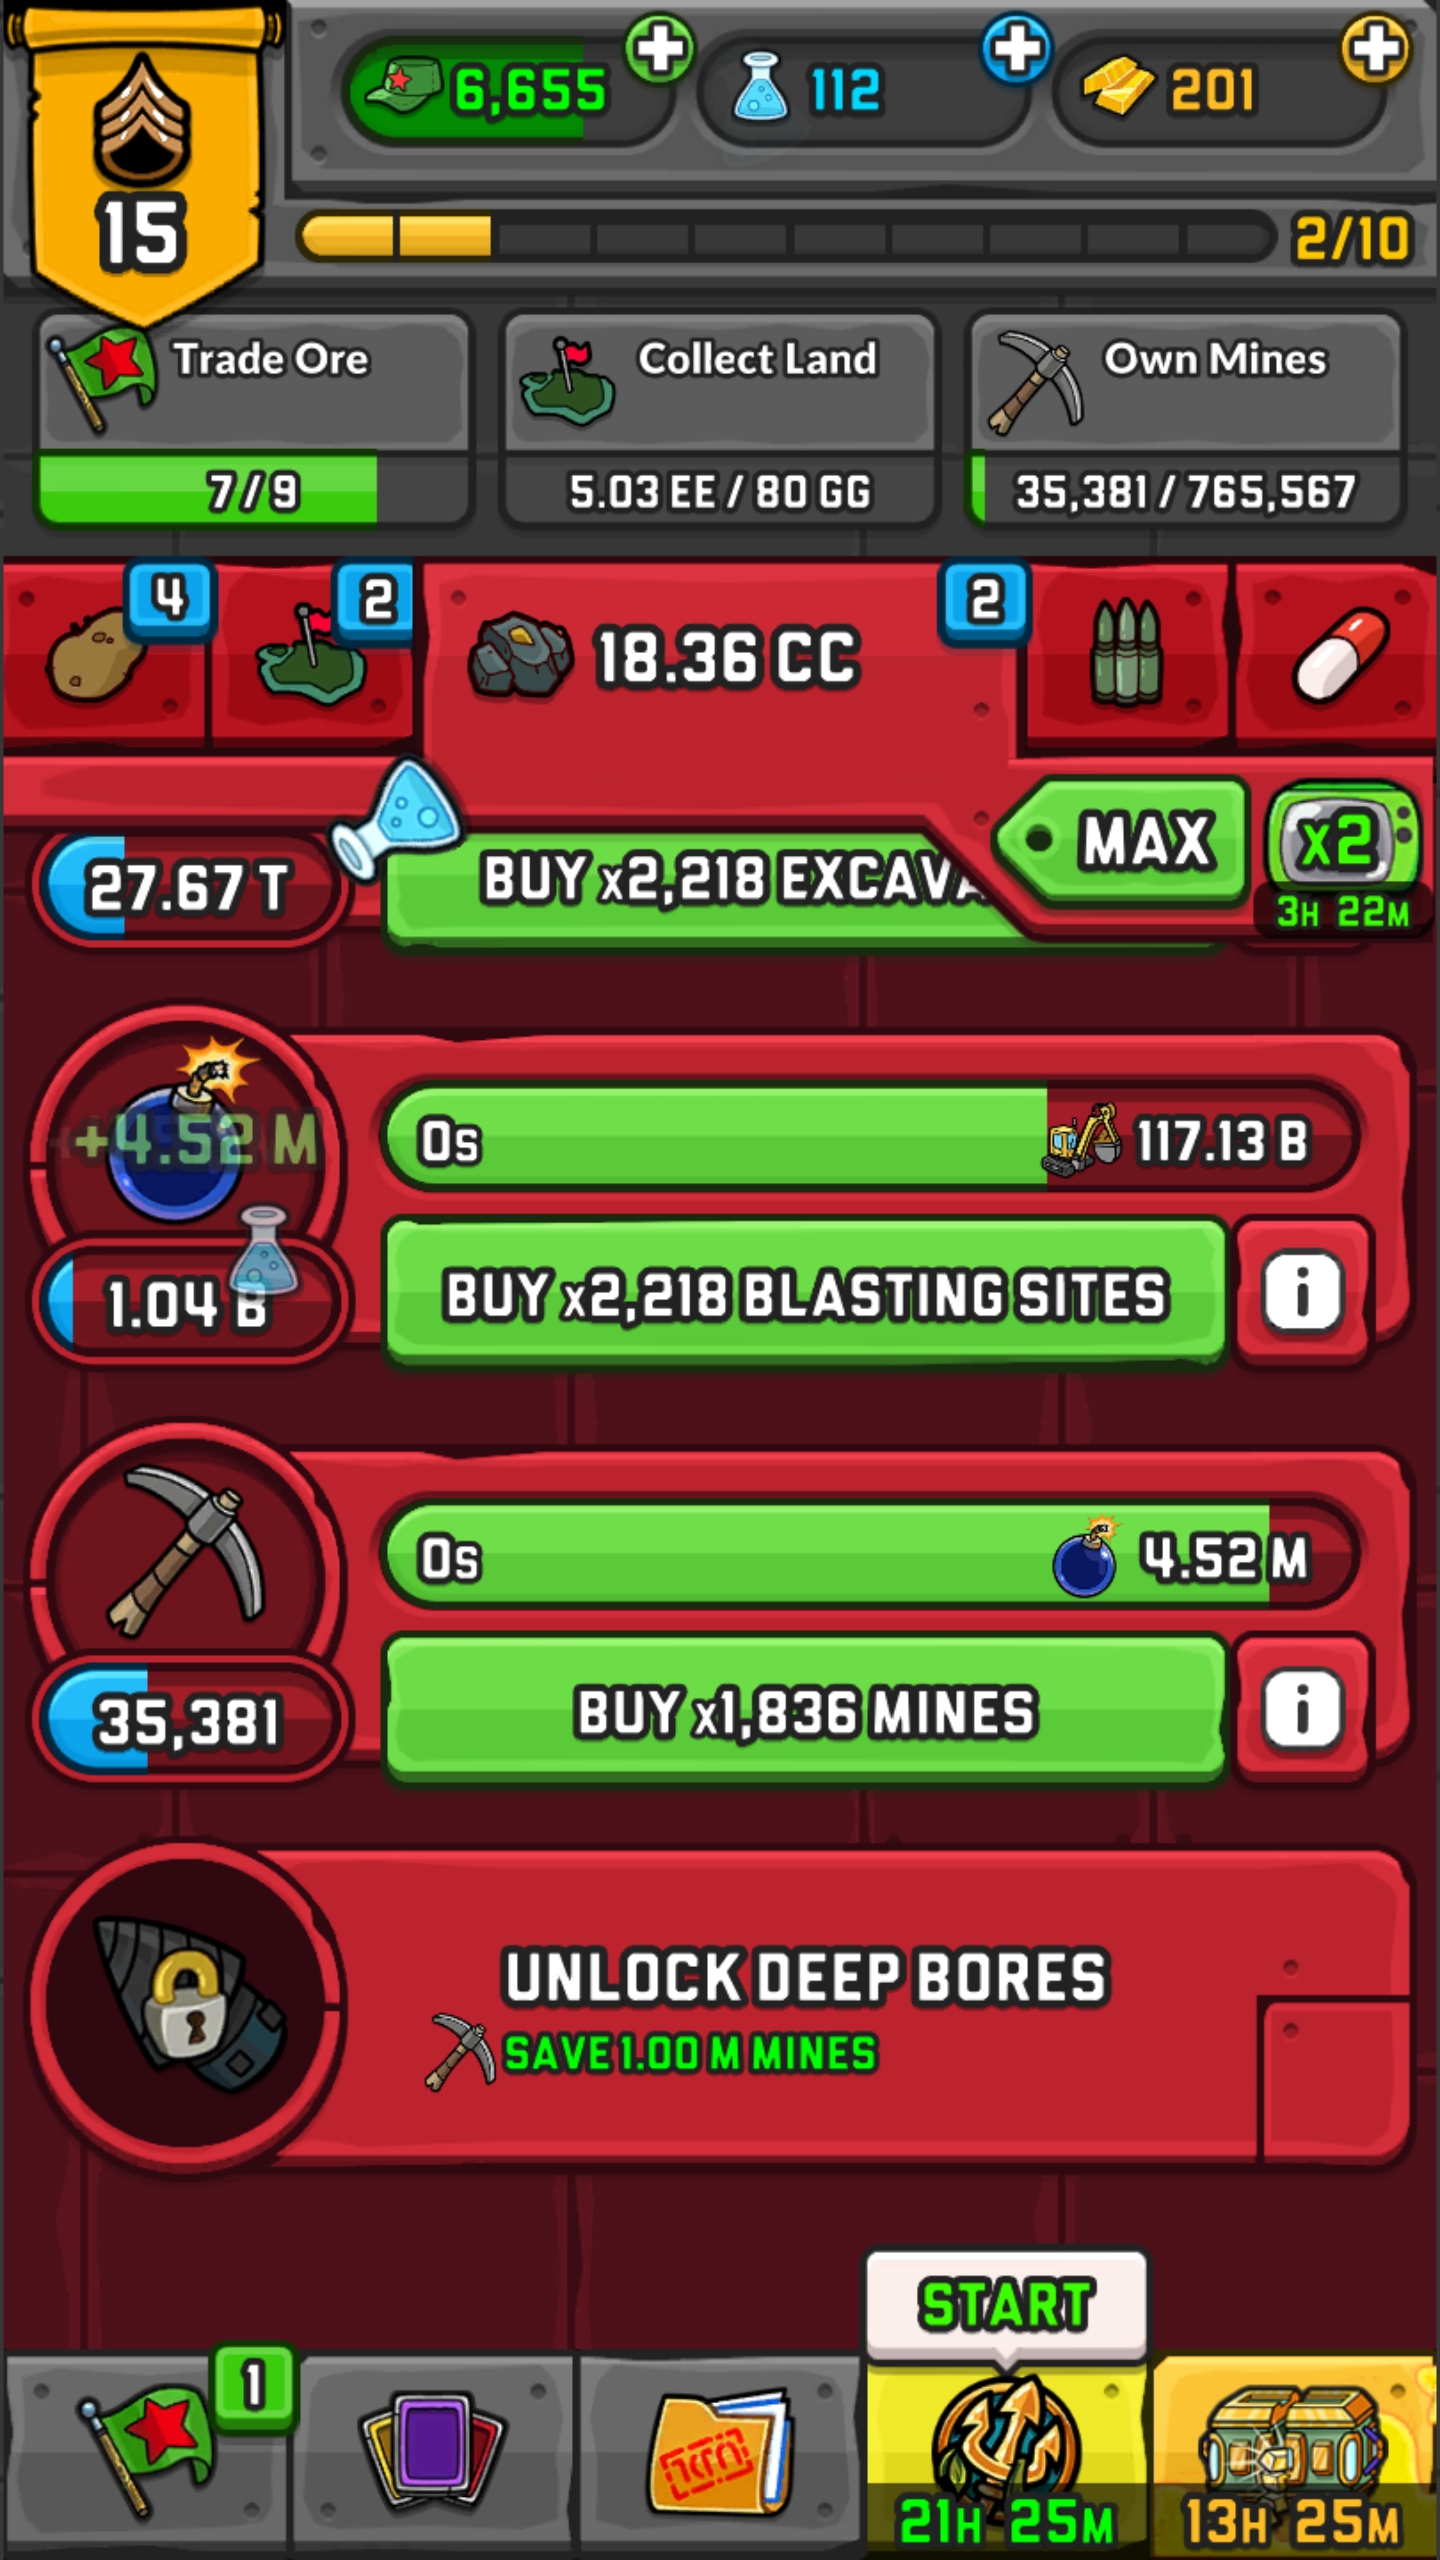 6,655
112
201
15
2/10
Trade Ore
Collect Land
Own Mines
7/9
5.03 EE / 80 GG
35,381 / 765,567
4
2
18.36 CC
2
MAX
x2
3H 22M
27.67 T
BUY x2,218
0s
117.13 B
+4.52 M
1.04 B
BUY x2,218 BLASTING SITES
i
0s
4.52 M
35,381
BUY x1,836 MINES
i
UNLOCK DEEP BORES
SAVE 1.00 M MINES
START
1
21H 25M
13H 25M